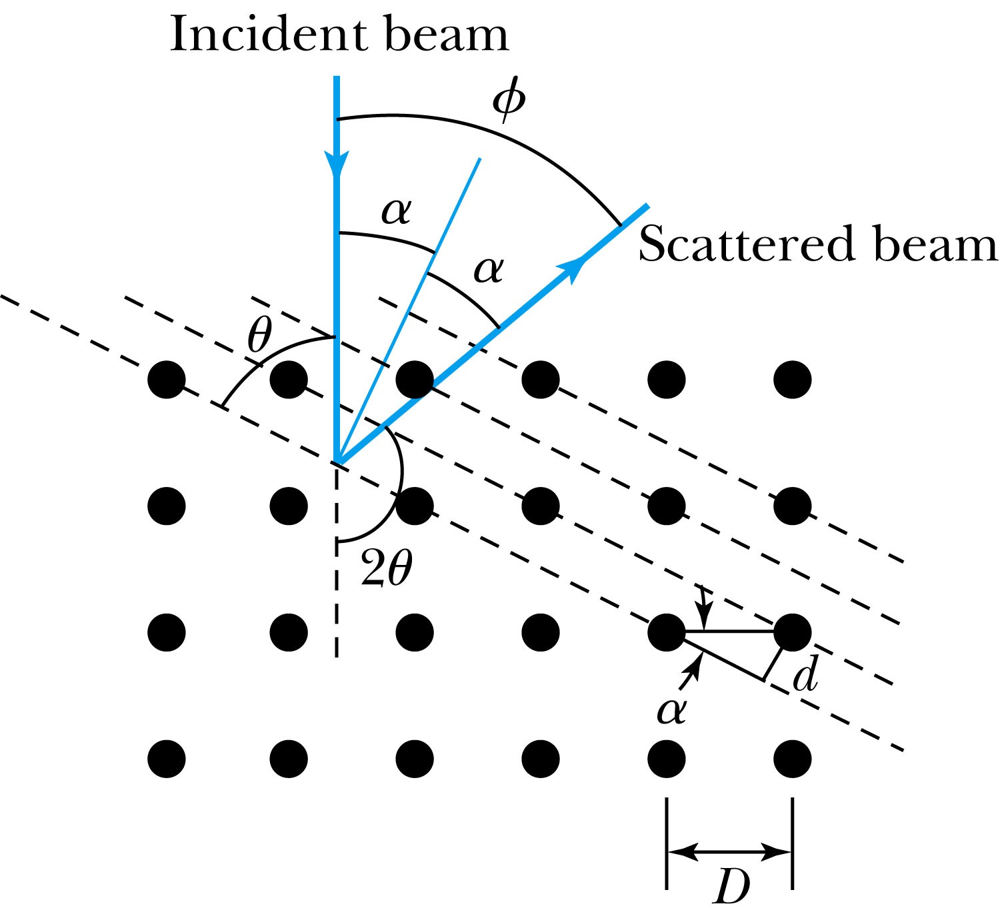 Incident beam
ϕ
α
α
Scattered beam
θ
2θ
d
α
D